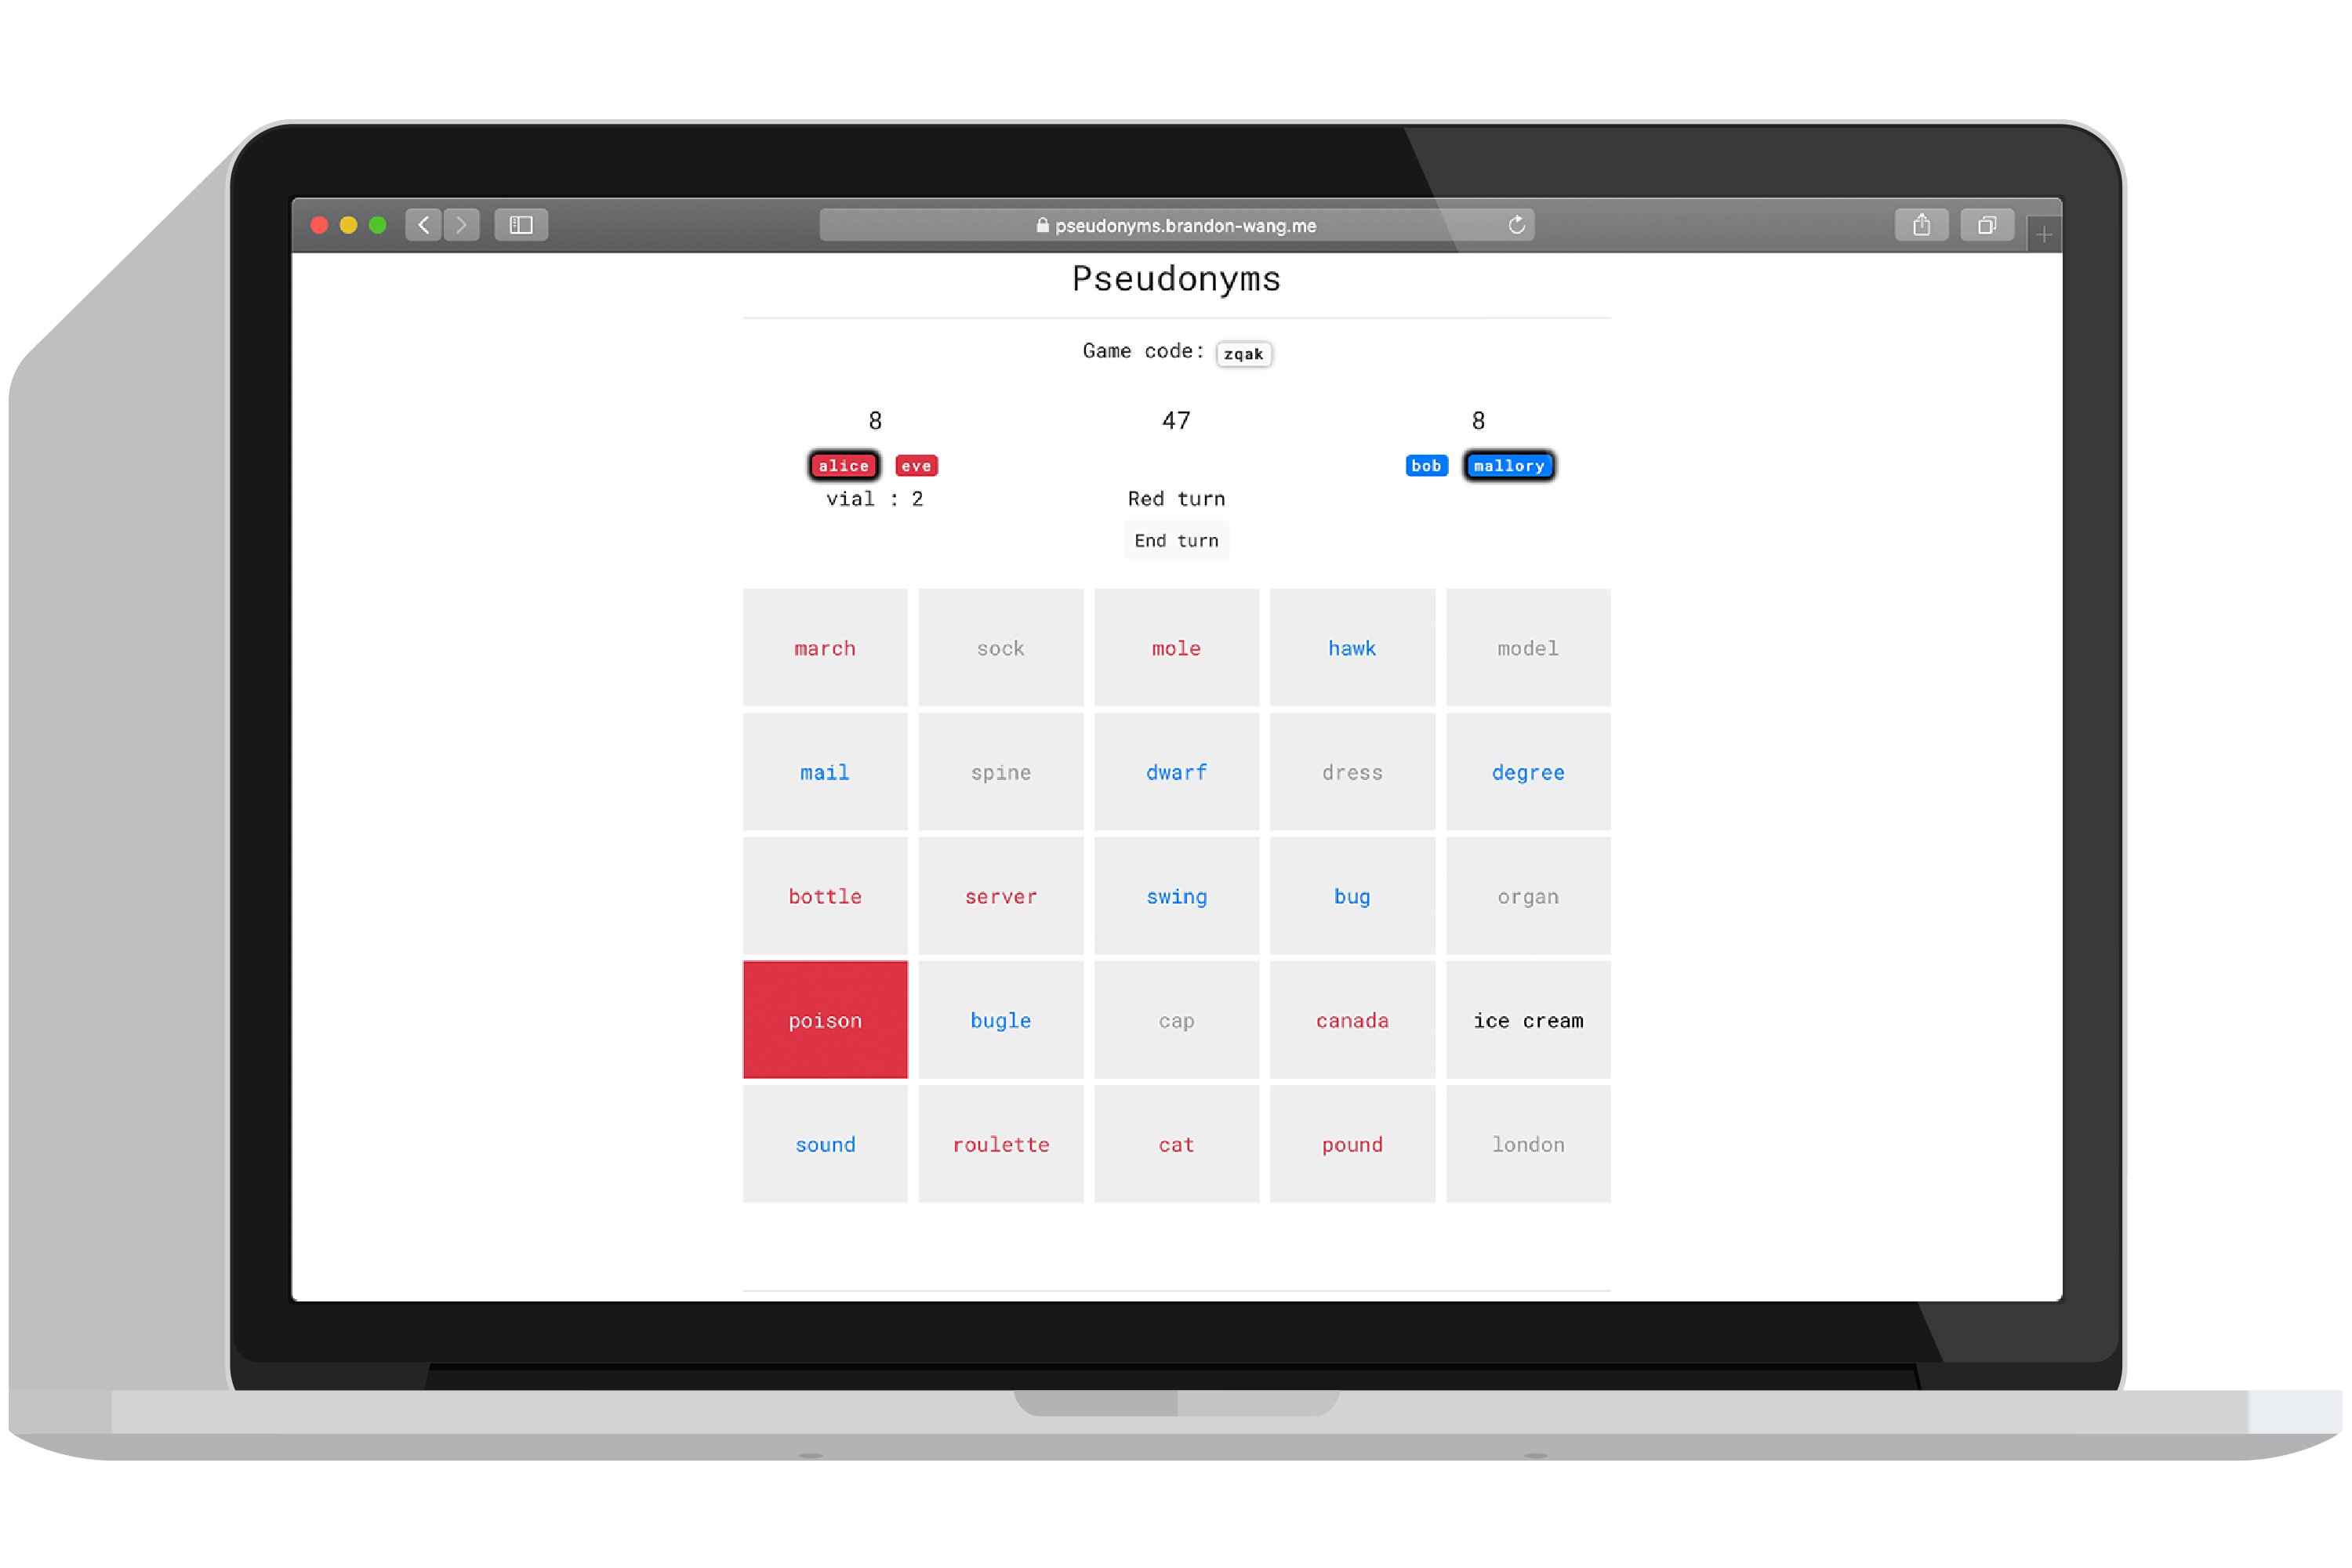 pseudonyms.brandon-wang.me
Pseudonyms
Game code: zqak
8 47 8
alice eve bob mallory
vial : 2 Red turn
End turn
march sock mole hawk model
mail spine dwarf dress degree
bottle server swing bug organ
poison bugle cap canada ice cream
sound roulette cat pound london